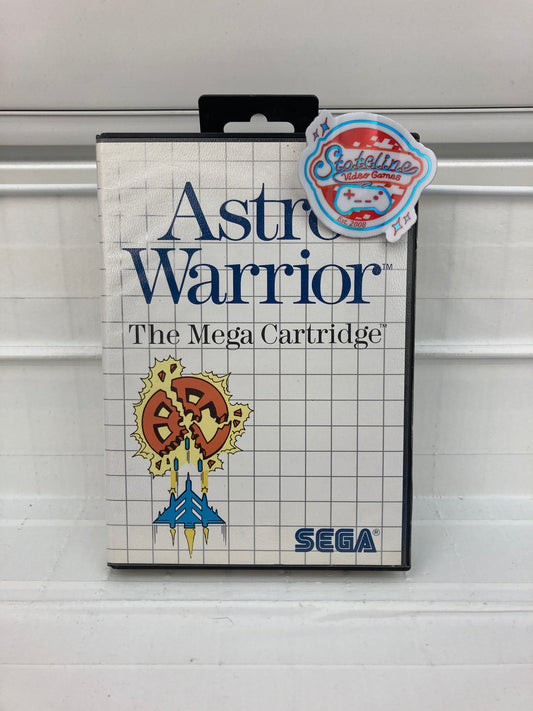 Stateline
Video Games
Est. 2008
Astro
Warrior™
The Mega Cartridge™
SEGA®